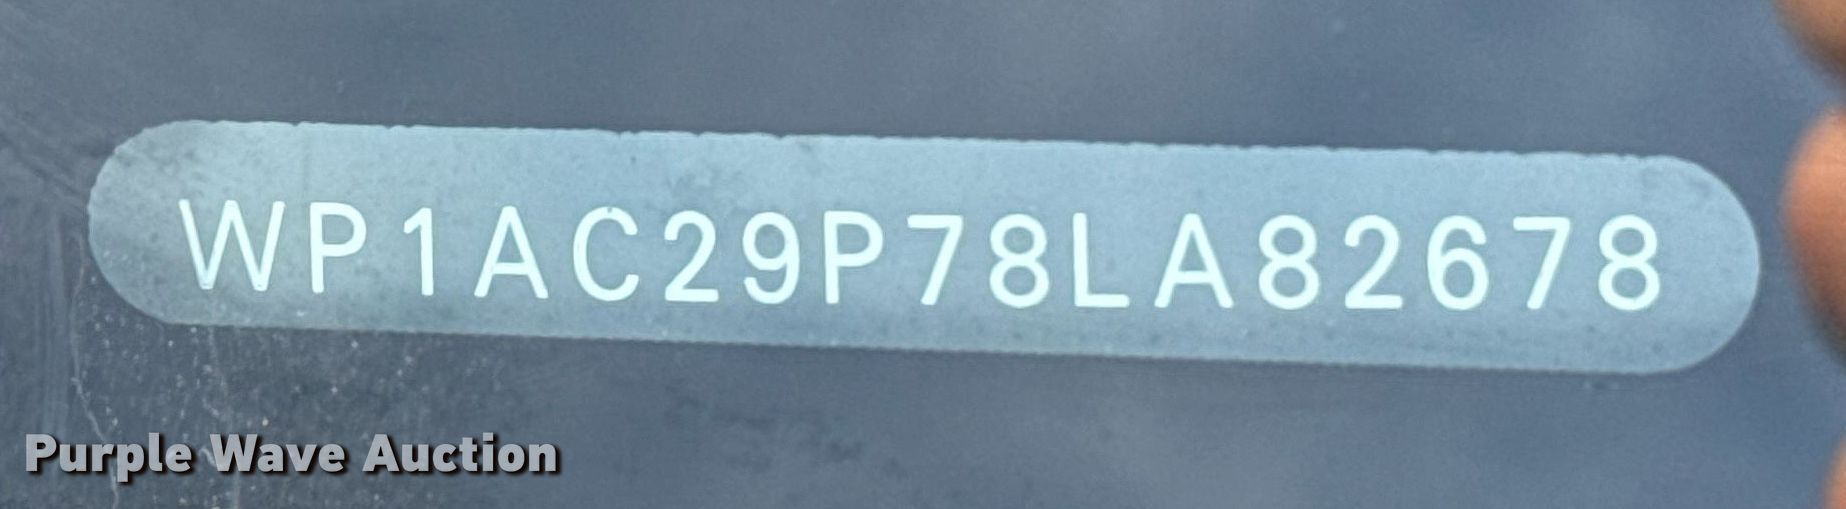 WP1AC29P78LA82678
Purple Wave Auction